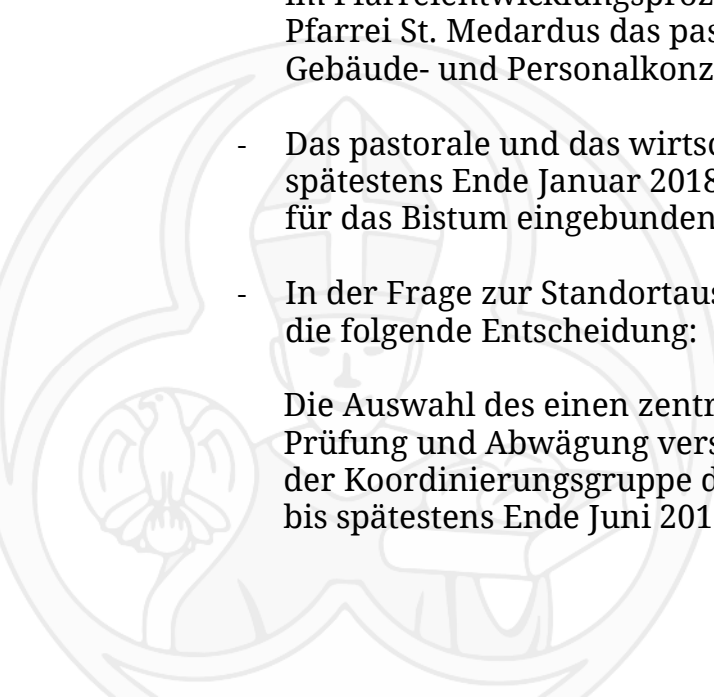 im Pfarreientwicklungsproz
Pfarrei St. Medardus das pas
Gebäude- und Personalkonz
- Das pastorale und das wirtsc
spätestens Ende Januar 2018
für das Bistum eingebunden
- In der Frage zur Standortaus
die folgende Entscheidung:
Die Auswahl des einen zentr
Prüfung und Abwägung vers
der Koordinierungsgruppe d
bis spätestens Ende Juni 201